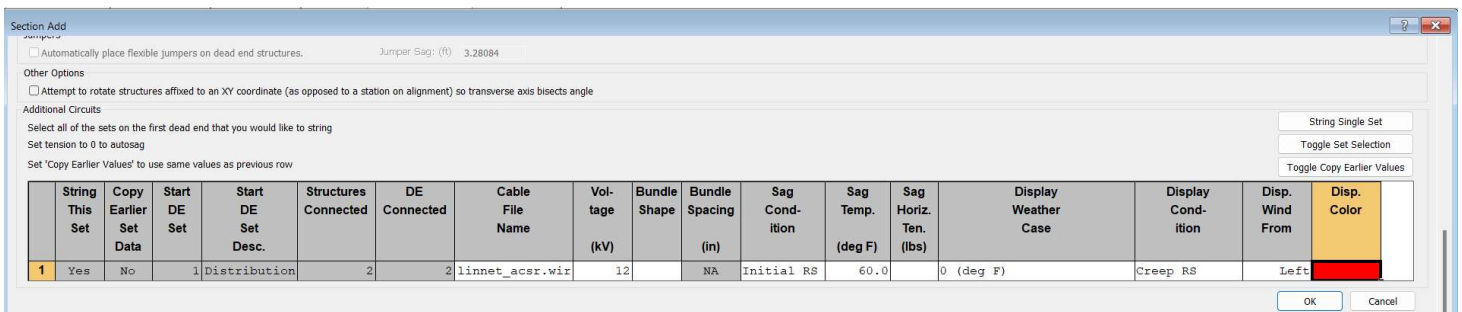 Section Add
Jumpers
Automatically place flexible jumpers on dead end structures. Jumper Sag: (ft) 3.28084
Other Options
Attempt to rotate structures affixed to an XY coordinate (as opposed to a station on alignment) so transverse axis bisects angle
Additional Circuits
Select all of the sets on the first dead end that you would like to string
String Single Set
Set tension to 0 to autosag
Toggle Set Selection
Set 'Copy Earlier Values' to use same values as previous row
Toggle Copy Earlier Values
String Copy Start Start Structures DE Cable Vol- Bundle Bundle Sag Sag Sag Display Display Disp. Disp.
This Earlier DE DE Connected Connected File tage Shape Spacing Cond- Temp. Horiz. Weather Cond- Wind Color
Set Set Set Set Name ition Ten. Case ition From
Data Desc. (kV) (in) (deg F) (lbs)
1 Yes No 1 Distribution 2 2 linnet_acsr.wir 12 NA Initial RS 60.0 0 (deg F) Creep RS Left
OK Cancel